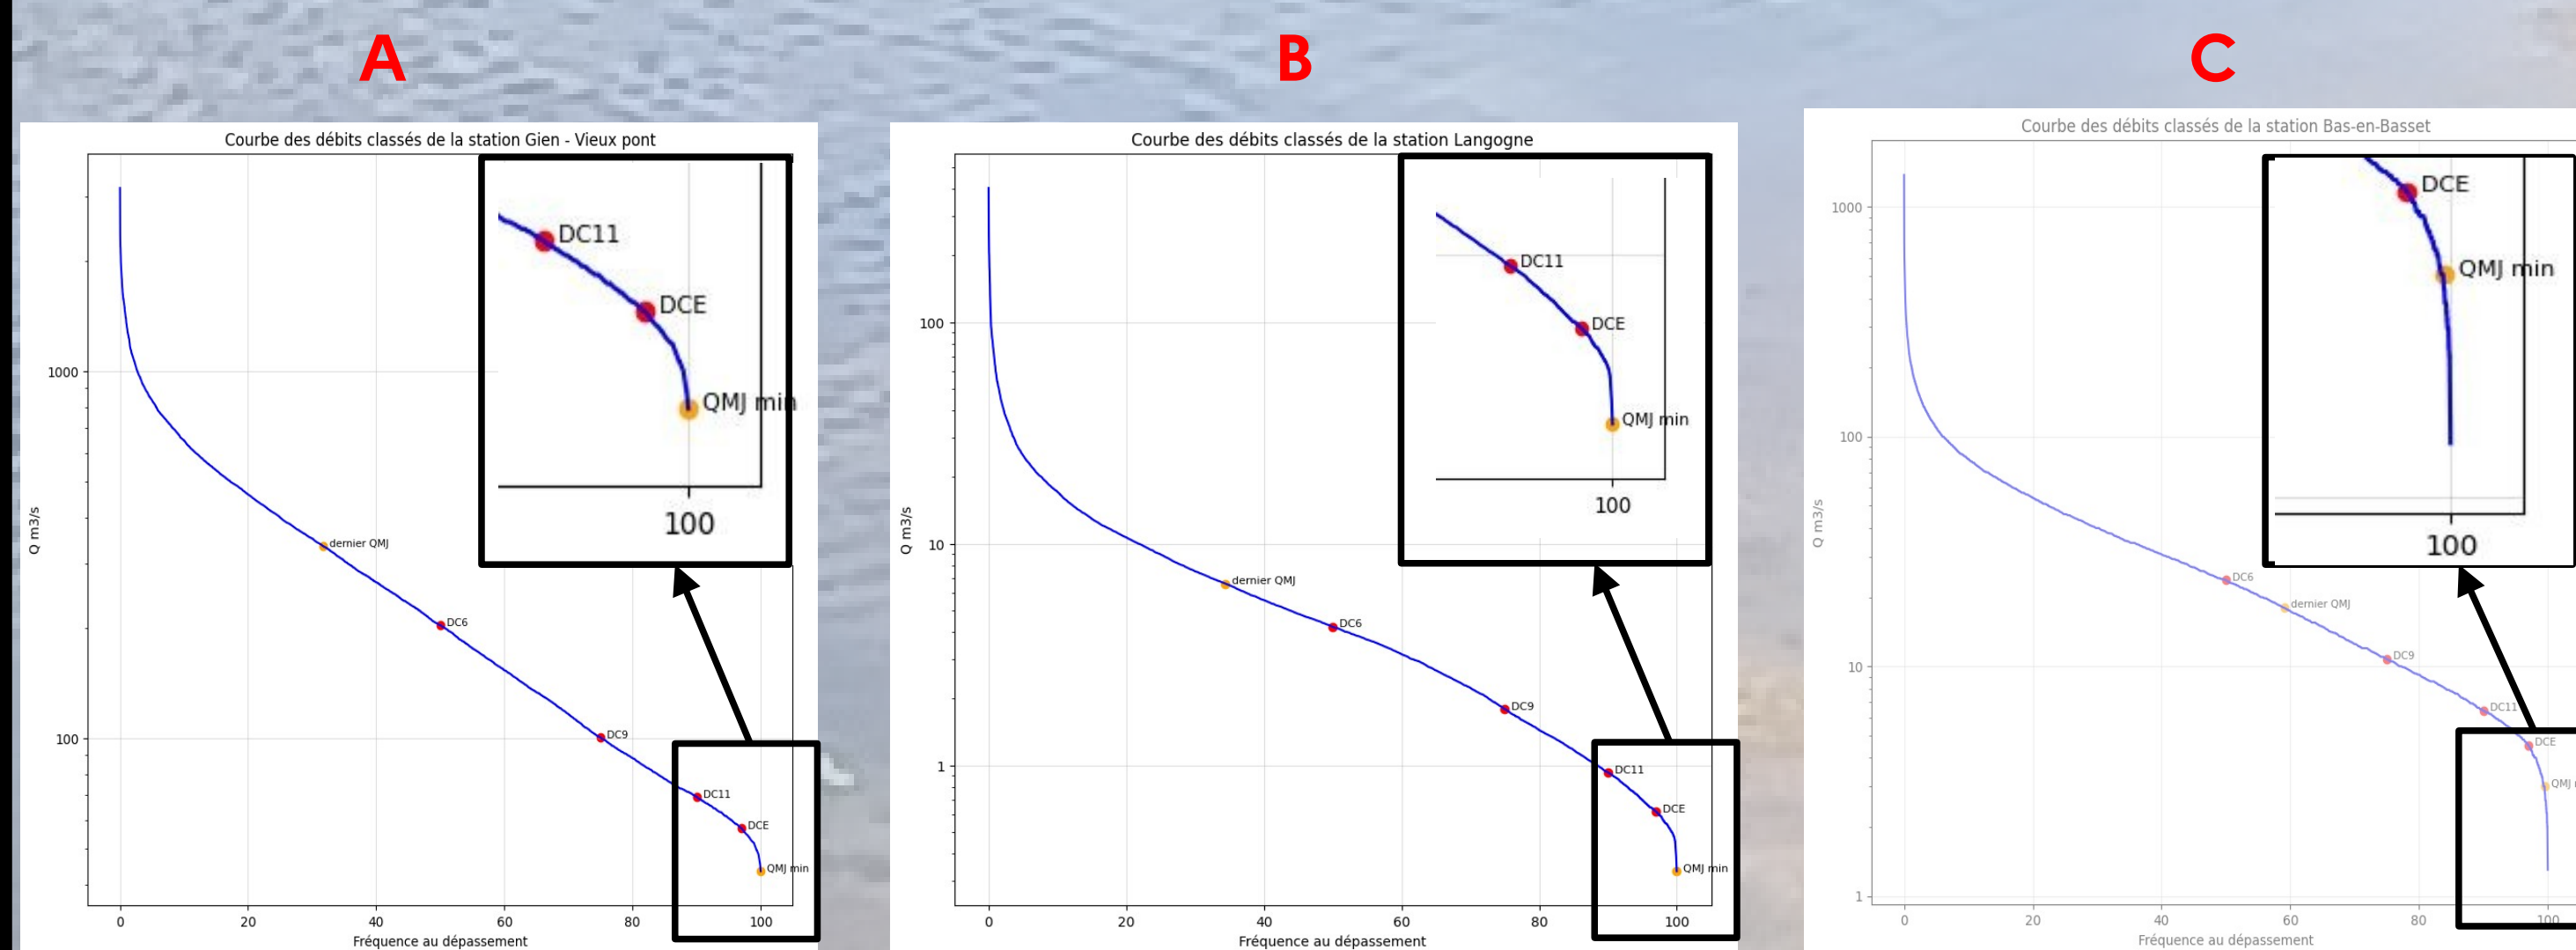 A
B
C
Courbe des débits classés de la station Gien - Vieux pont
1000
100
Q m3/s
dernier QMJ
DC6
DC9
DC11
DCE
QMJ min
0 20 40 60 80 100
Fréquence au dépassement
DC11
DCE
QMJ min
100
Courbe des débits classés de la station Langogne
100
10
1
Q m3/s
dernier QMJ
DC6
DC9
DC11
DCE
QMJ min
0 20 40 60 80 100
Fréquence au dépassement
DC11
DCE
QMJ min
100
Courbe des débits classés de la station Bas-en-Basset
1000
100
10
1
Q m3/s
DC6
dernier QMJ
DC9
DC11
DCE
QMJ
0 20 40 60 80 100
Fréquence au dépassement
DCE
QMJ min
100